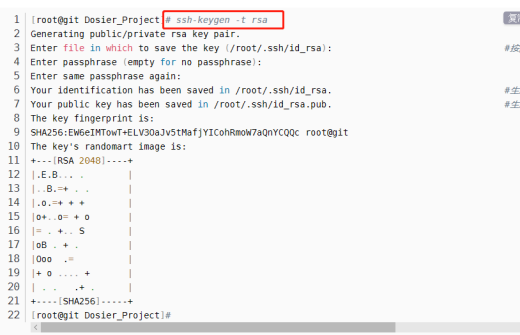 1 [root@git Dosier_Project]# ssh-keygen -t rsa
2 Generating public/private rsa key pair.
3 Enter file in which to save the key (/root/.ssh/id_rsa): #按
4 Enter passphrase (empty for no passphrase):
5 Enter same passphrase again:
6 Your identification has been saved in /root/.ssh/id_rsa. #生
7 Your public key has been saved in /root/.ssh/id_rsa.pub. #生
8 The key fingerprint is:
9 SHA256:EW6eIMTowT+ELV3OaJv5tMafjYICohRmoW7aQnYCQQc root@git
10 The key's randomart image is:
11 +---[RSA 2048]----+
12 |.E.B... . |
13 |..B.=+ . . |
14 |.o.=+ + + |
15 |o+..o= + o |
16 |= . +.. S |
17 |oB . + . |
18 |Ooo .= |
19 |+ o .... + |
20 | . . .+ . |
21 +----[SHA256]-----+
22 [root@git Dosier_Project]#